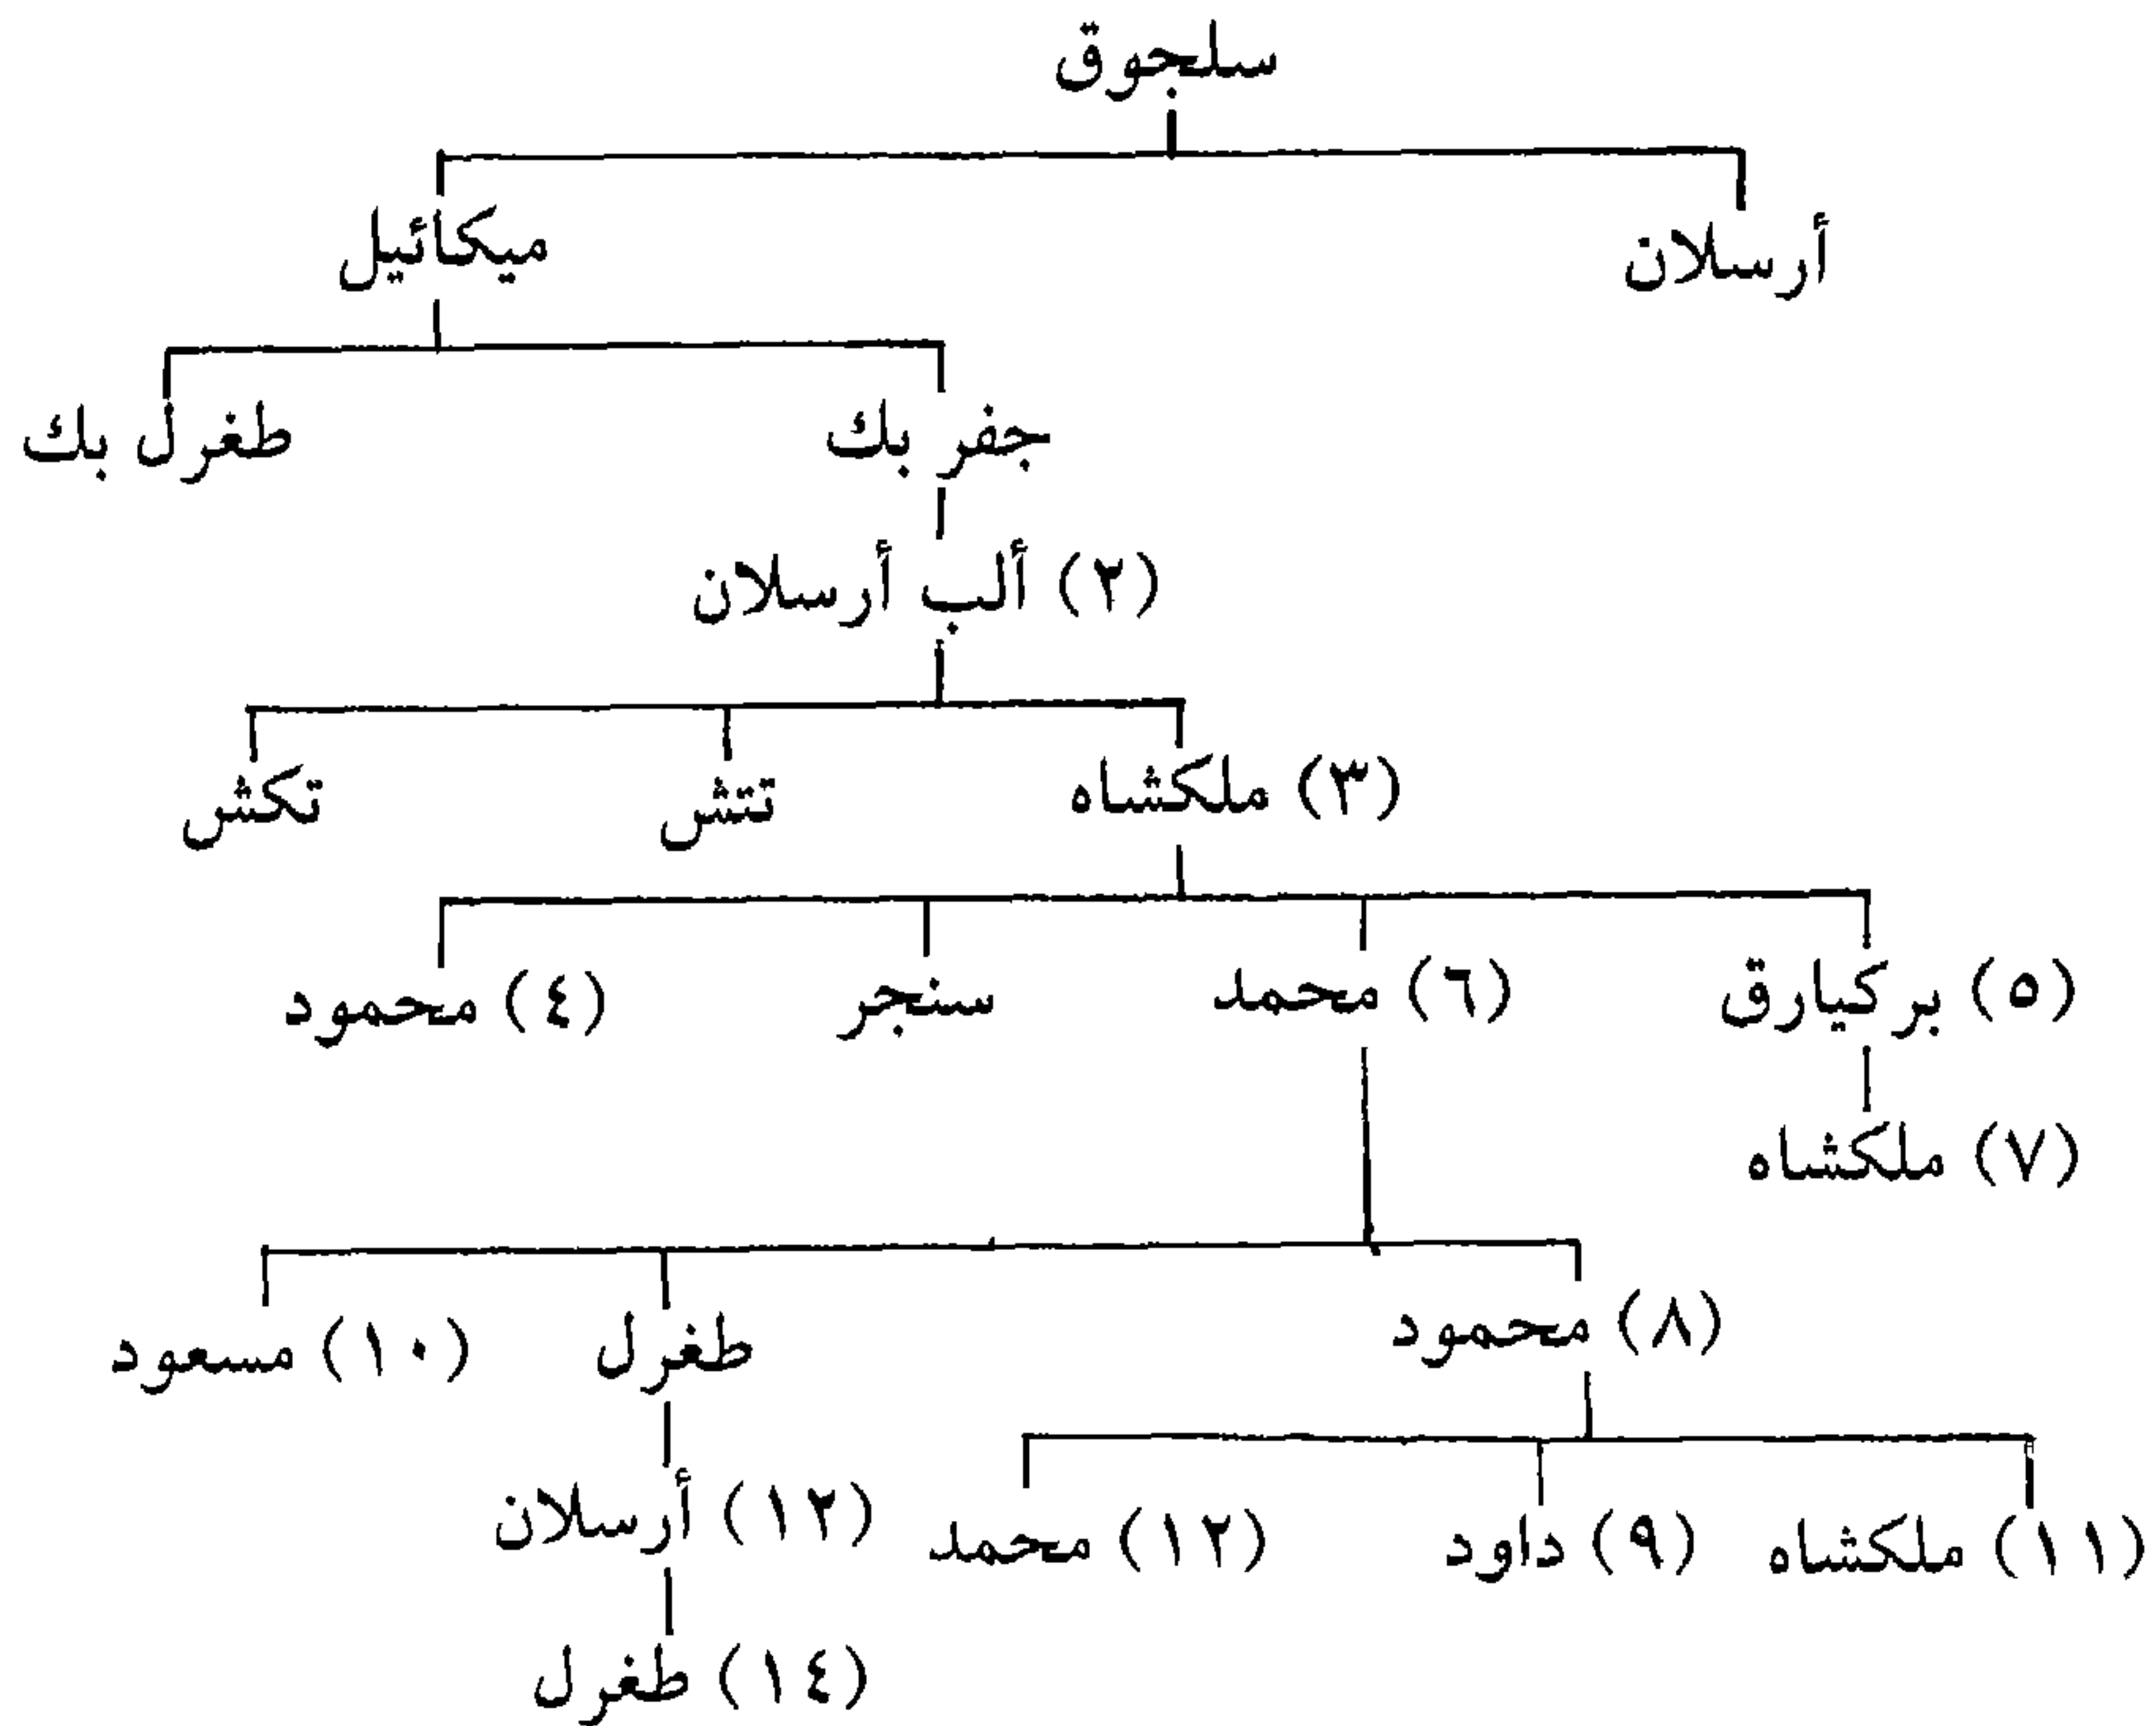 سلجوق
أرسلان ميكائيل
جفر بك طغرل بك
(٢) ألب أرسلان
(٣) ملكشاه تتش تكش
(٥) بركيارق (٦) محمد سنجر (٤) محمود
(٧) ملكشاه
(٨) محمود طغرل (١٠) مسعود
(١١) ملكشاه (٩) داود (١٢) محمد (١٢) أرسلان
(١٤) طغرل